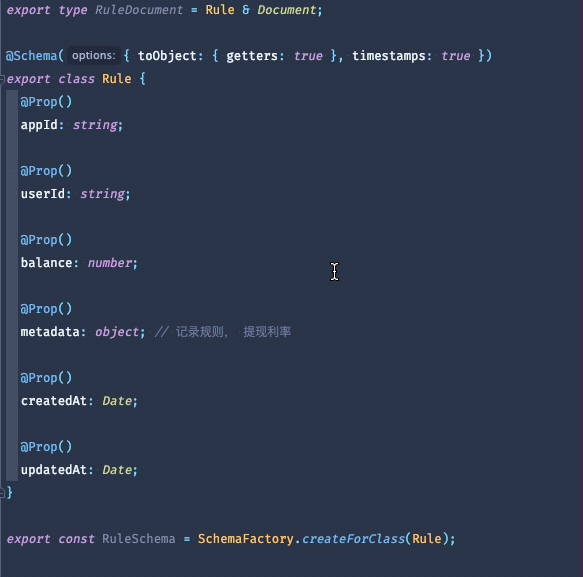 export type RuleDocument = Rule & Document;
@Schema( options: { toObject: { getters: true }, timestamps: true })
export class Rule {
@Prop()
appId: string;
@Prop()
userId: string;
@Prop()
balance: number;
@Prop()
metadata: object; // 记录规则， 提现利率
@Prop()
createdAt: Date;
@Prop()
updatedAt: Date;
}
export const RuleSchema = SchemaFactory.createForClass(Rule);